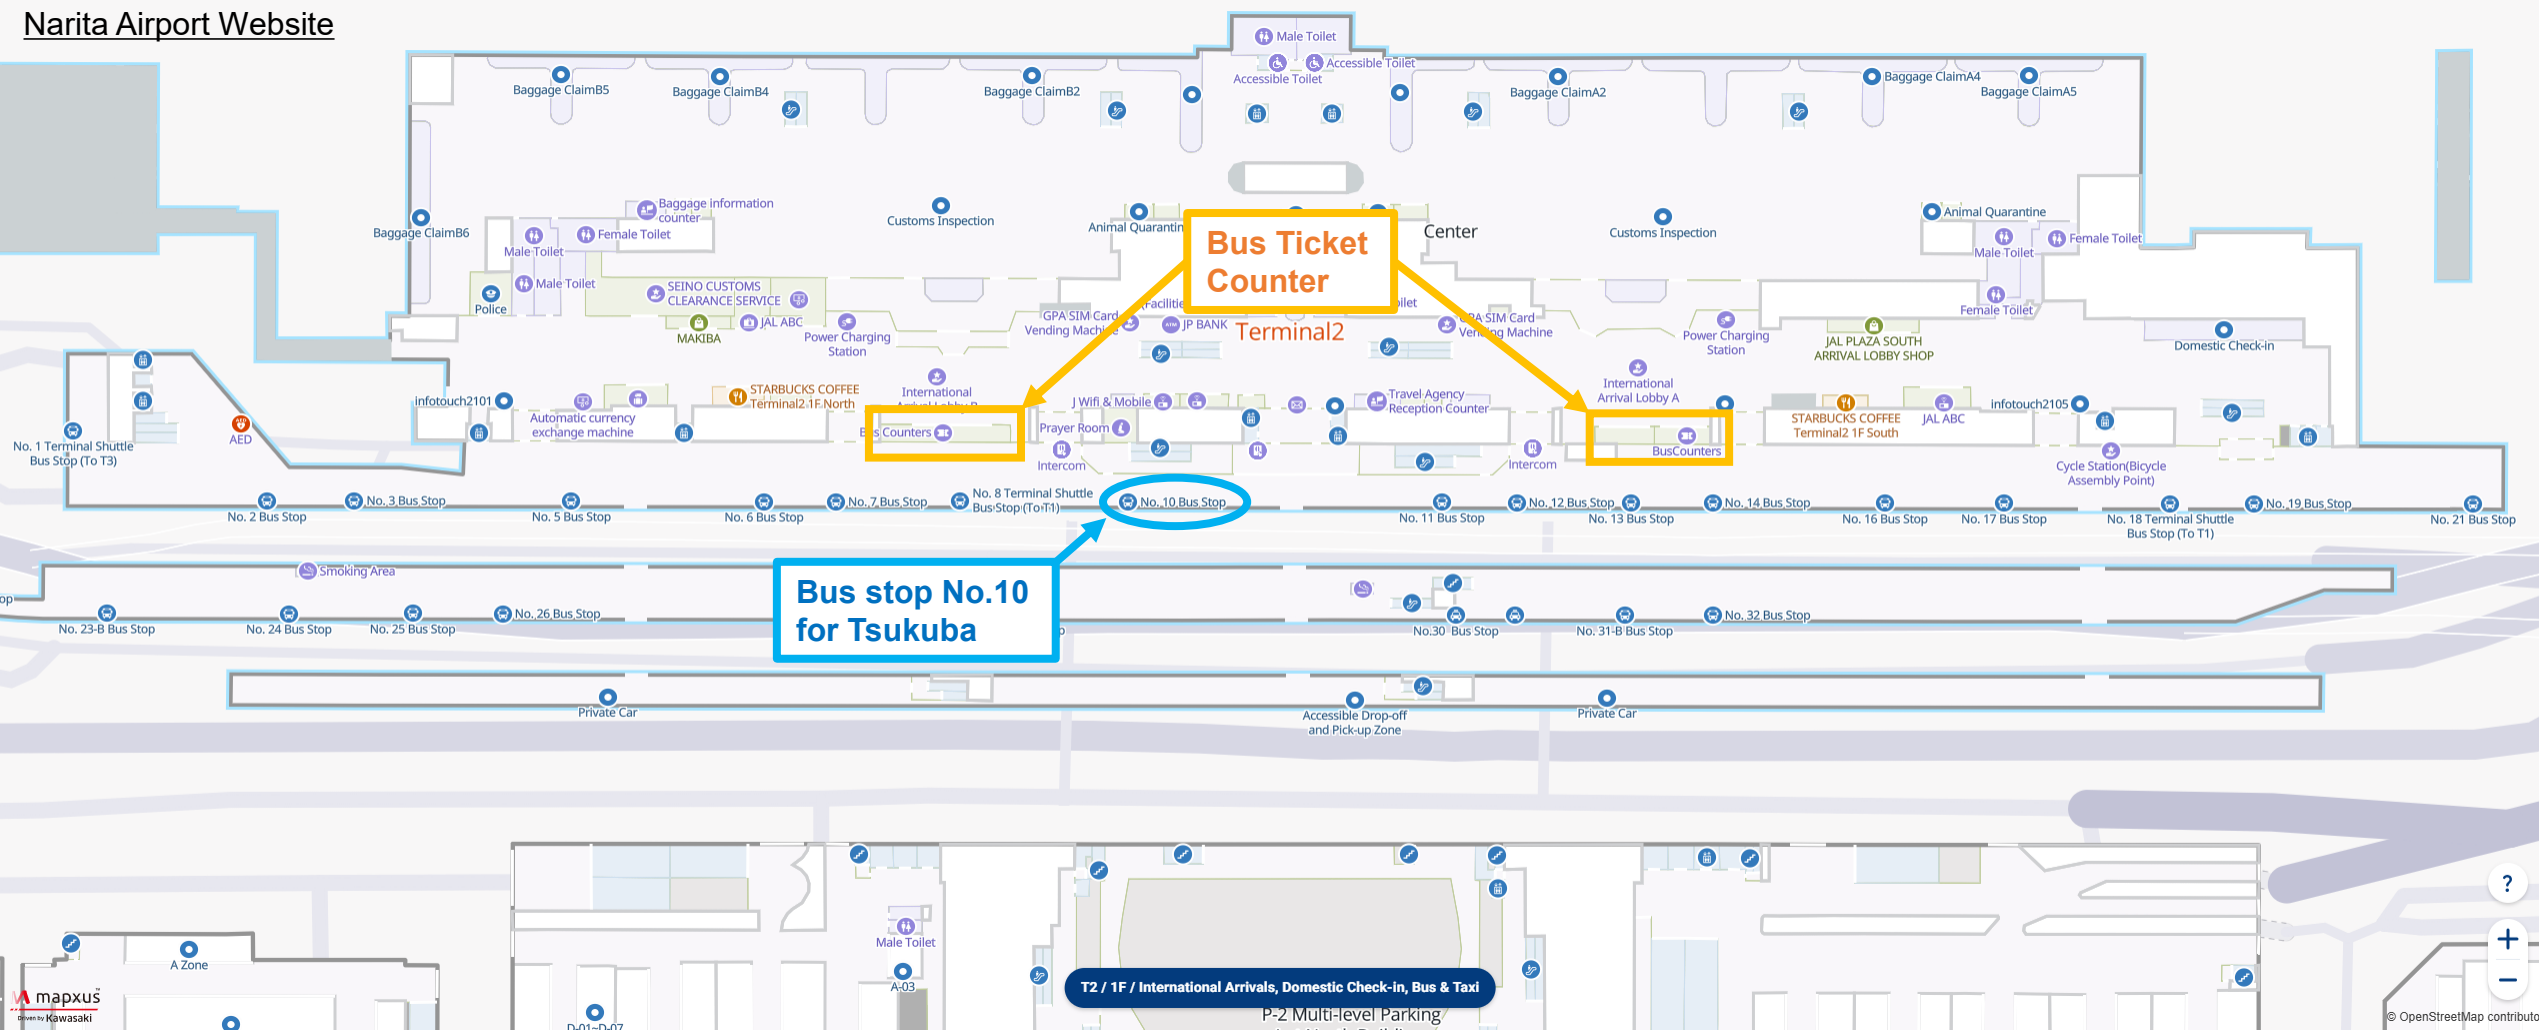 Narita Airport Website
Male Toilet
Accessible Toilet
Accessible Toilet
Baggage ClaimB5
Baggage ClaimB4
Baggage ClaimB2
Baggage ClaimA2
Baggage ClaimA4
Baggage ClaimA5
Baggage information
counter
Baggage ClaimB6
Male Toilet
Female Toilet
Customs Inspection
Animal Quarantin
Bus Ticket
Counter
Center
Customs Inspection
Animal Quarantine
Male Toilet
Female Toilet
Male Toilet
Police
SEINO CUSTOMS
CLEARANCE SERVICE
MAKIBA
JAL ABC
Power Charging
Station
GPA SIM Card
Vending Machine
JP BANK
Terminal2
GPA SIM Card
Vending Machine
Power Charging
Station
Female Toilet
JAL PLAZA SOUTH
ARRIVAL LOBBY SHOP
Domestic Check-in
infotouch2101
Automatic currency
exchange machine
STARBUCKS COFFEE
Terminal2 1F North
International
Arrival Lobby B
Bus Counters
J Wifi & Mobile
Prayer Room
Intercom
Travel Agency
Reception Counter
Intercom
International
Arrival Lobby A
BusCounters
STARBUCKS COFFEE
Terminal2 1F South
JAL ABC
infotouch2105
Cycle Station(Bicycle
Assembly Point)
AED
No. 1 Terminal Shuttle
Bus Stop (To T3)
No. 2 Bus Stop
No. 3 Bus Stop
No. 5 Bus Stop
No. 6 Bus Stop
No. 7 Bus Stop
No. 8 Terminal Shuttle
Bus Stop (To T1)
No. 10 Bus Stop
No. 11 Bus Stop
No. 12 Bus Stop
No. 13 Bus Stop
No. 14 Bus Stop
No. 16 Bus Stop
No. 17 Bus Stop
No. 18 Terminal Shuttle
Bus Stop (To T1)
No. 19 Bus Stop
No. 21 Bus Stop
Smoking Area
Bus stop No.10
for Tsukuba
No. 23-B Bus Stop
No. 24 Bus Stop
No. 25 Bus Stop
No. 26 Bus Stop
No.30 Bus Stop
No. 31-B Bus Stop
No. 32 Bus Stop
Private Car
Accessible Drop-off
and Pick-up Zone
Private Car
Male Toilet
A Zone
A-03
D-01~D-07
T2 / 1F / International Arrivals, Domestic Check-in, Bus & Taxi
P-2 Multi-level Parking
mapxus
Driven by Kawasaki
?
+
−
© OpenStreetMap contributo